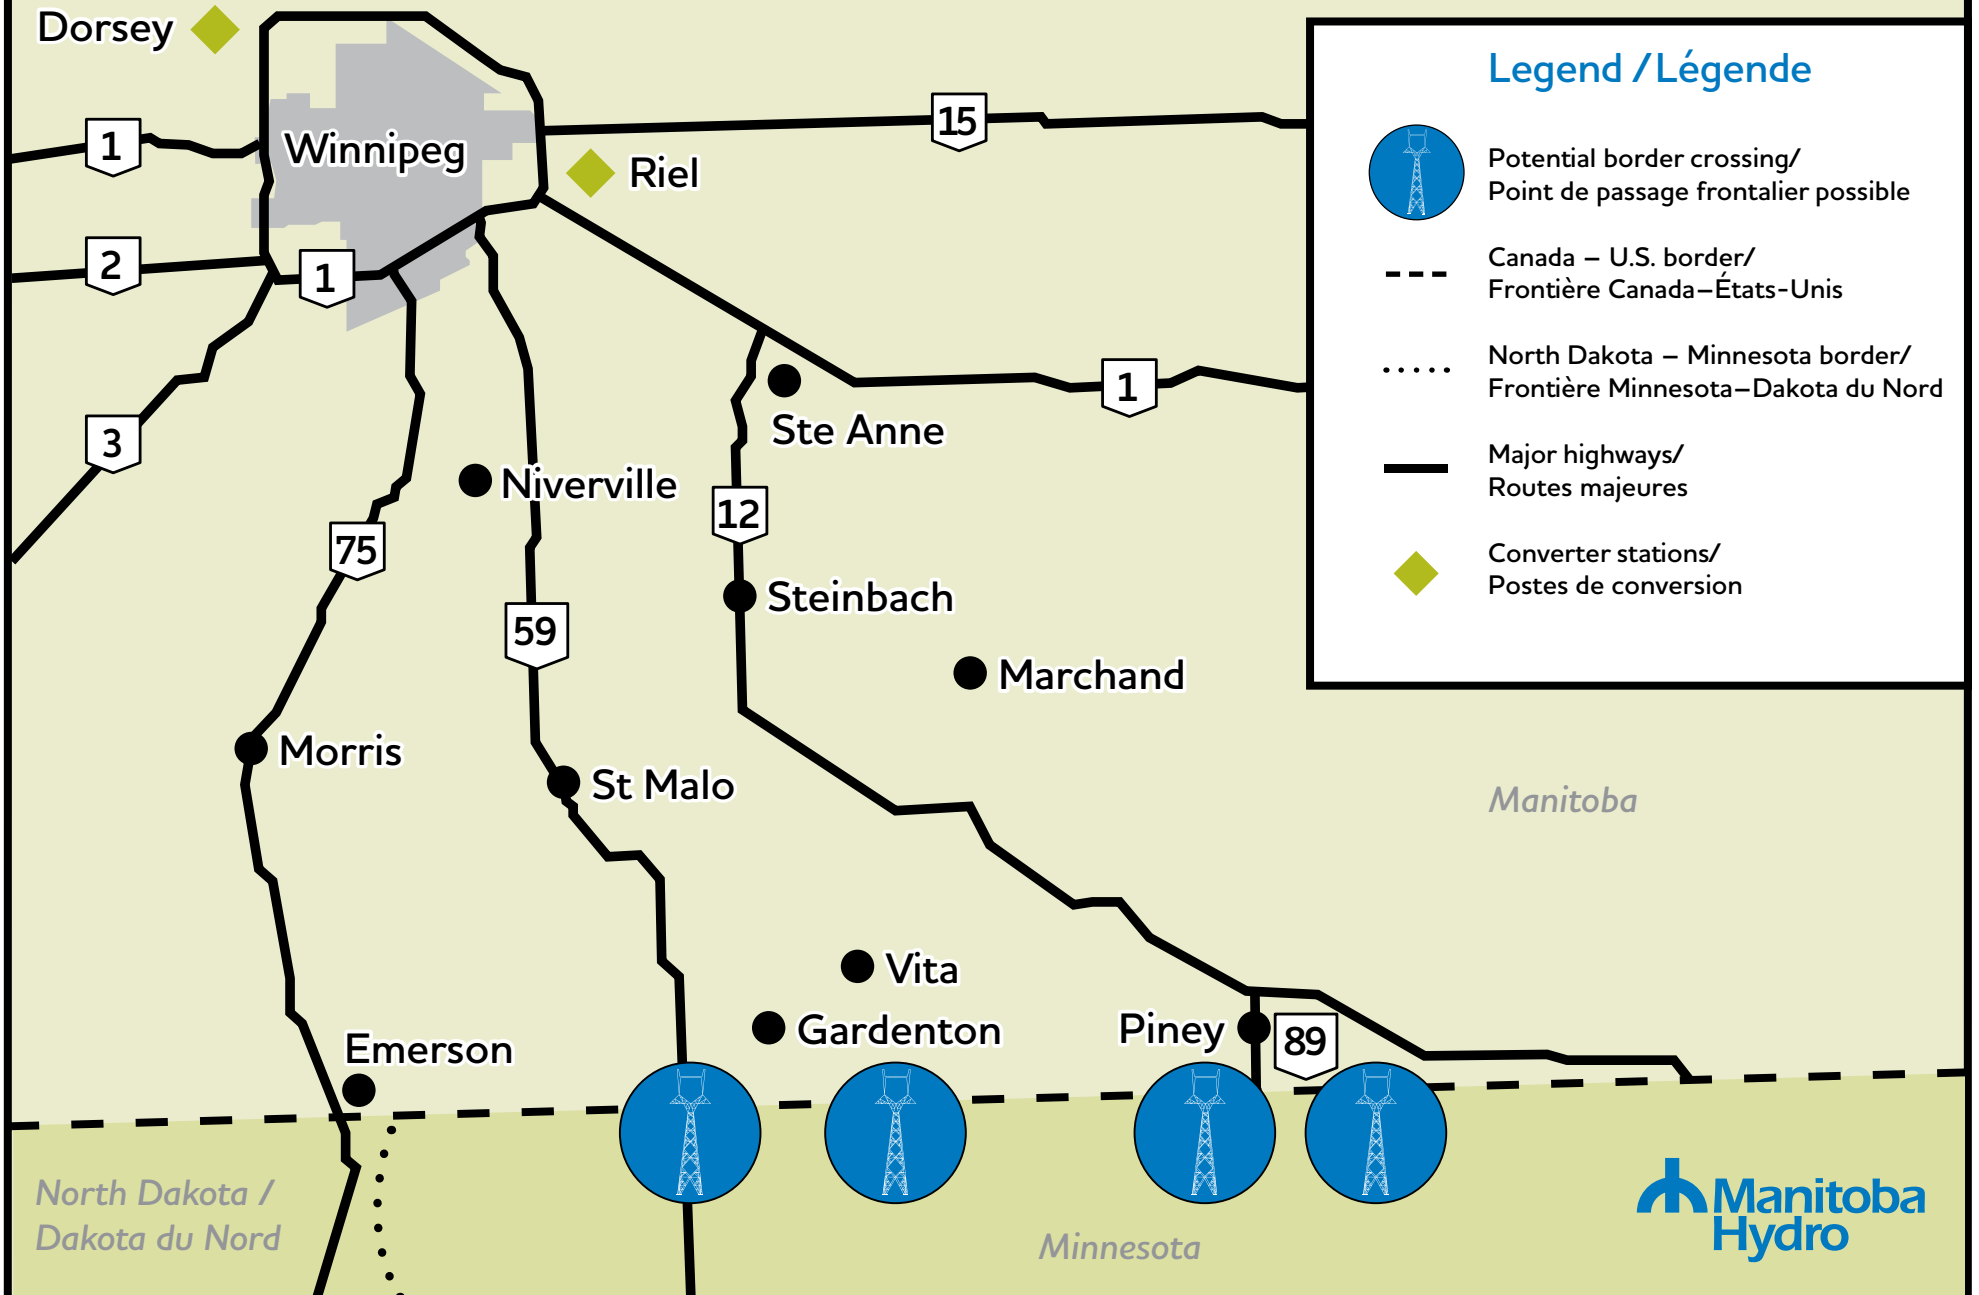 Dorsey
Legend / Légende
1
Winnipeg
15
Riel
Potential border crossing/
Point de passage frontalier possible
2
1
Canada – U.S. border/
Frontière Canada–États-Unis
North Dakota – Minnesota border/
Frontière Minnesota–Dakota du Nord
1
Ste Anne
3
Major highways/
Routes majeures
Niverville
12
75
Converter stations/
Postes de conversion
Steinbach
59
Marchand
Morris
St Malo
Manitoba
Vita
Gardenton
Piney
89
Emerson
North Dakota /
Dakota du Nord
Minnesota
Manitoba
Hydro